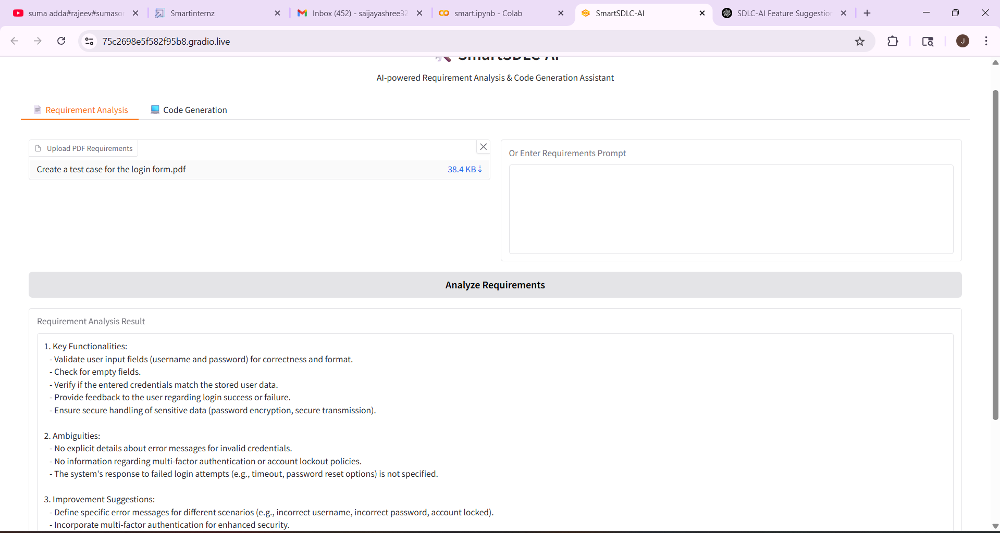 suma adda#rajeev#sumasor
Smartinternz
Inbox (452) - saijayashree32
smart.ipynb - Colab
SmartSDLC-AI
SDLC-AI Feature Suggestion
75c2698e5f582f95b8.gradio.live
J
SmartSDLC-AI
AI-powered Requirement Analysis & Code Generation Assistant
Requirement Analysis
Code Generation
Upload PDF Requirements
Create a test case for the login form.pdf
38.4 KB ↓
Or Enter Requirements Prompt
Analyze Requirements
Requirement Analysis Result
1. Key Functionalities:
- Validate user input fields (username and password) for correctness and format.
- Check for empty fields.
- Verify if the entered credentials match the stored user data.
- Provide feedback to the user regarding login success or failure.
- Ensure secure handling of sensitive data (password encryption, secure transmission).
2. Ambiguities:
- No explicit details about error messages for invalid credentials.
- No information regarding multi-factor authentication or account lockout policies.
- The system's response to failed login attempts (e.g., timeout, password reset options) is not specified.
3. Improvement Suggestions:
- Define specific error messages for different scenarios (e.g., incorrect username, incorrect password, account locked).
- Incorporate multi-factor authentication for enhanced security.